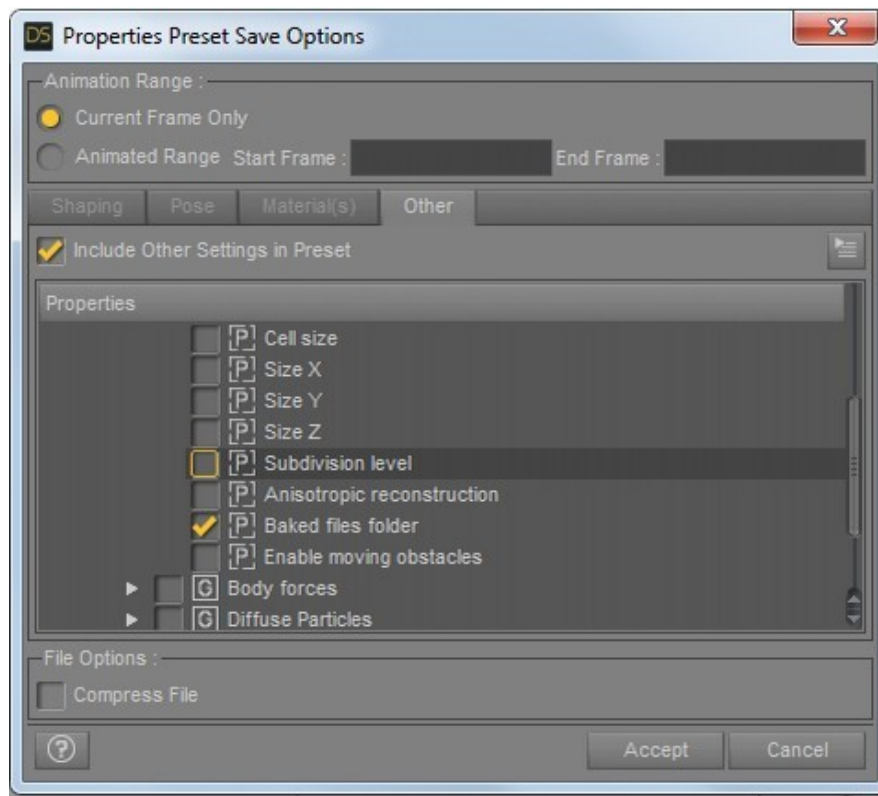 DS Properties Preset Save Options
Animation Range :
Current Frame Only
Animated Range Start Frame : End Frame :
Shaping Pose Material(s) Other
Include Other Settings in Preset
Properties
P Cell size
P Size X
P Size Y
P Size Z
P Subdivision level
P Anisotropic reconstruction
P Baked files folder
P Enable moving obstacles
G Body forces
G Diffuse Particles
File Options :
Compress File
? Accept Cancel